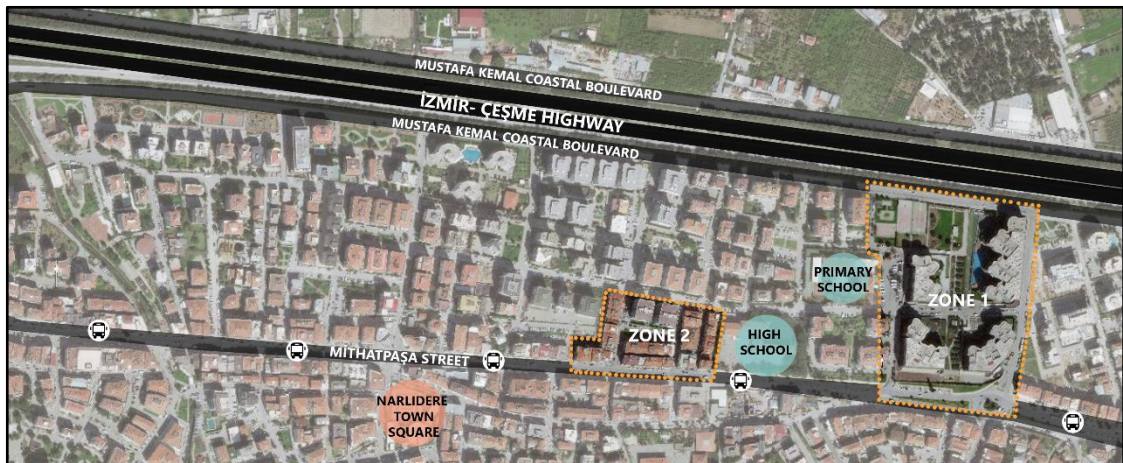 MUSTAFA KEMAL COASTAL BOULEVARD
İZMİR- ÇEŞME HIGHWAY
MUSTAFA KEMAL COASTAL BOULEVARD
PRIMARY
SCHOOL
ZONE 1
ZONE 2
HIGH
SCHOOL
MİTHATPAŞA STREET
NARLIDERE
TOWN
SQUARE